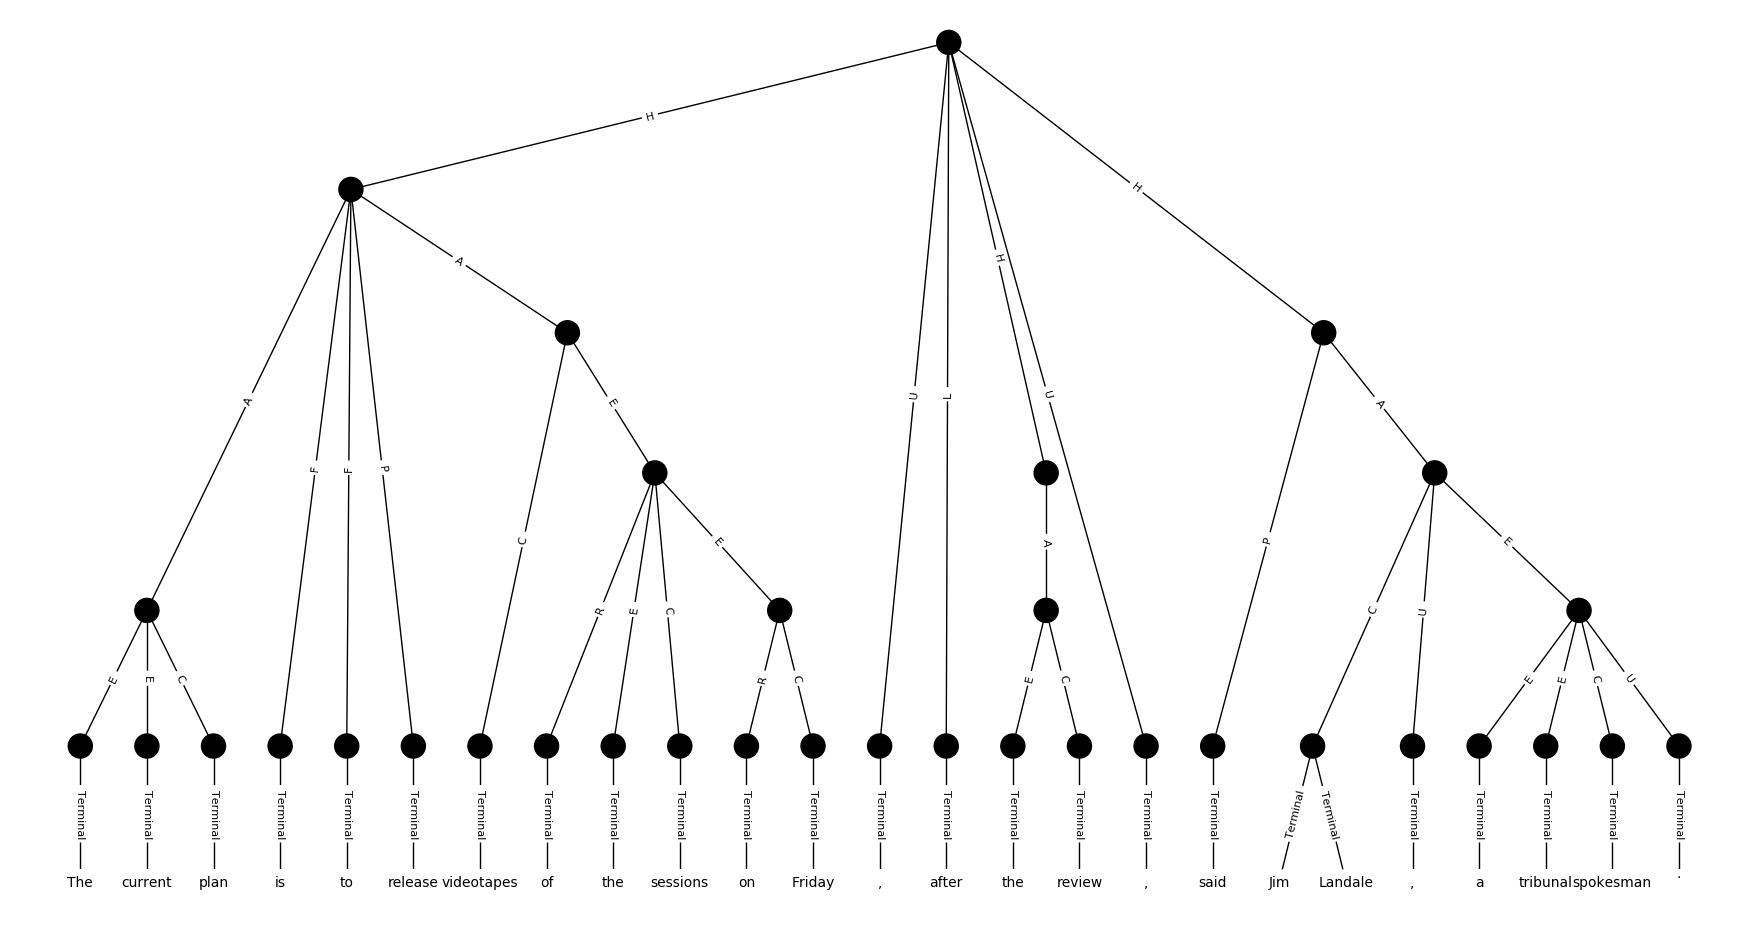 H
H
A
H
A
U
L
H
U
A
F
F
P
E
A
C
E
P
A
E
R
E
C
C
U
E
E
C
R
C
E
C
E
E
C
U
Terminal Terminal Terminal Terminal Terminal Terminal Terminal Terminal Terminal Terminal Terminal Terminal Terminal Terminal Terminal Terminal Terminal Terminal Terminal Terminal Terminal Terminal Terminal Terminal Terminal
The current plan is to release videotapes of the sessions on Friday , after the review , said Jim Landale , a tribunal spokesman .